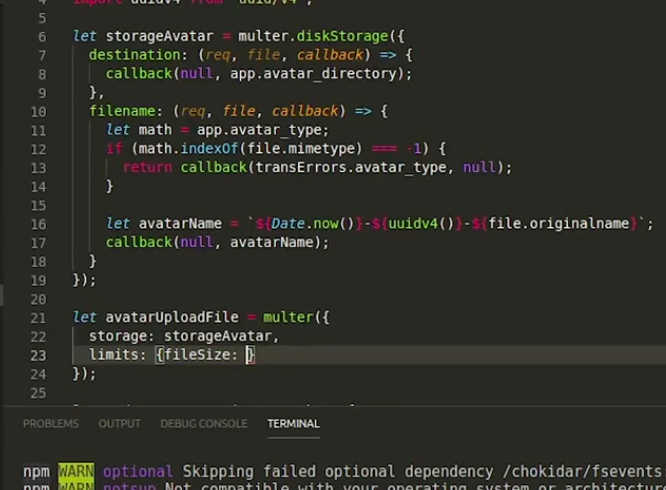 4 import uuidv4 from "uuid/v4";
5
6 let storageAvatar = multer.diskStorage({
7 destination: (req, file, callback) => {
8 callback(null, app.avatar_directory);
9 },
10 filename: (req, file, callback) => {
11 let math = app.avatar_type;
12 if (math.indexOf(file.mimetype) === -1) {
13 return callback(transErrors.avatar_type, null);
14 }
15
16 let avatarName = `${Date.now()}-${uuidv4()}-${file.originalname}`;
17 callback(null, avatarName);
18 }
19 });
20
21 let avatarUploadFile = multer({
22 storage: storageAvatar,
23 limits: {fileSize: }
24 });
25
PROBLEMS OUTPUT DEBUG CONSOLE TERMINAL
npm WARN optional Skipping failed optional dependency /chokidar/fsevents
npm WARN notsup Not compatible with your operating system or architectur